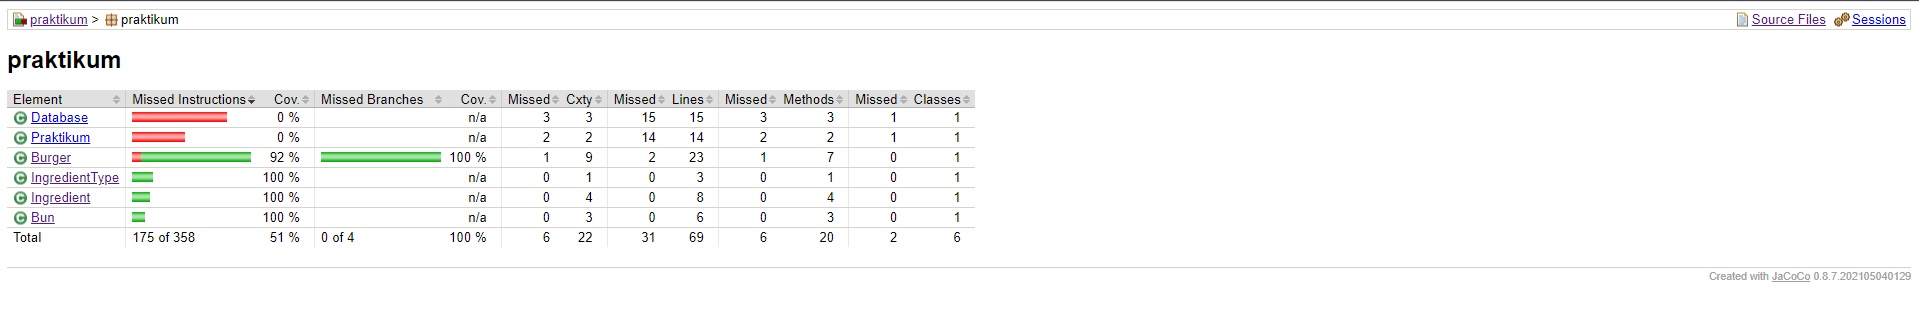 praktikum > praktikum Source Files Sessions
praktikum
Element Missed Instructions Cov. Missed Branches Cov. Missed Cxty Missed Lines Missed Methods Missed Classes
Database 0 % n/a 3 3 15 15 3 3 1 1
Praktikum 0 % n/a 2 2 14 14 2 2 1 1
Burger 92 % 100 % 1 9 2 23 1 7 0 1
IngredientType 100 % n/a 0 1 0 3 0 1 0 1
Ingredient 100 % n/a 0 4 0 8 0 4 0 1
Bun 100 % n/a 0 3 0 6 0 3 0 1
Total 175 of 358 51 % 0 of 4 100 % 6 22 31 69 6 20 2 6
Created with JaCoCo 0.8.7.202105040129